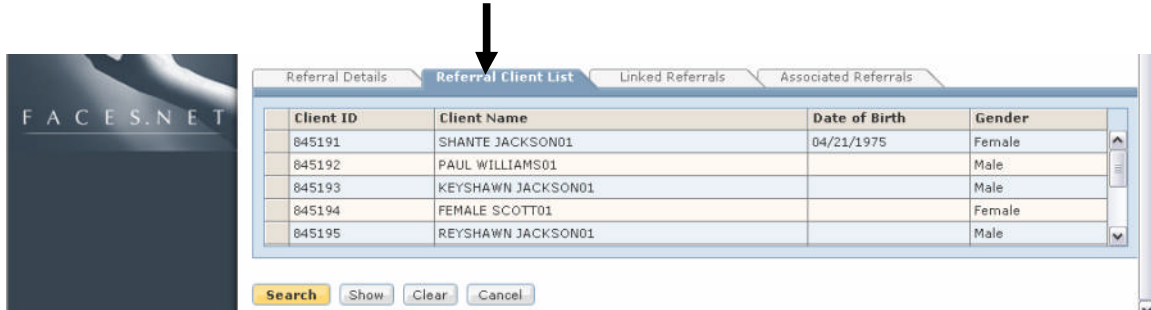 Referral Details Referral Client List Linked Referrals Associated Referrals
FACES.NET
Client ID Client Name Date of Birth Gender
845191 SHANTE JACKSON01 04/21/1975 Female
845192 PAUL WILLIAMS01 Male
845193 KEYSHAWN JACKSON01 Male
845194 FEMALE SCOTT01 Female
845195 REYSHAWN JACKSON01 Male
Search Show Clear Cancel